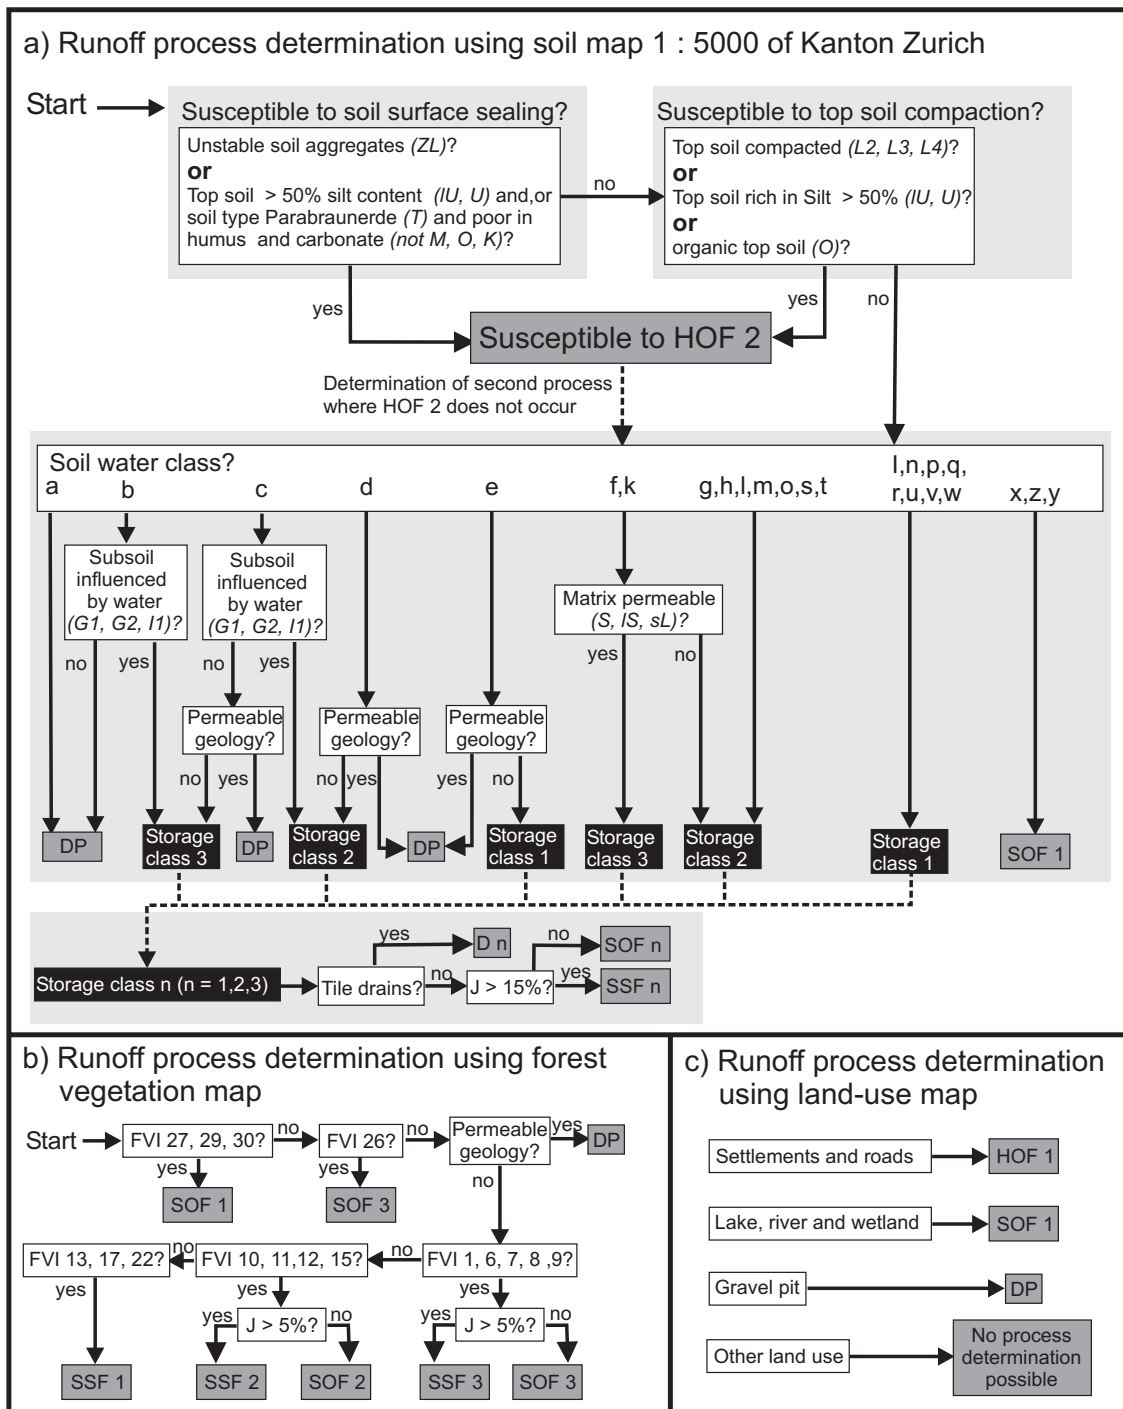 a) Runoff process determination using soil map 1 : 5000 of Kanton Zurich
Start
Susceptible to soil surface sealing?
Unstable soil aggregates (ZL)?
or
Top soil > 50% silt content (lU, U) and,or
soil type Parabraunerde (T) and poor in
humus and carbonate (not M, O, K)?
no
Susceptible to top soil compaction?
Top soil compacted (L2, L3, L4)?
or
Top soil rich in Silt > 50% (lU, U)?
or
organic top soil (O)?
yes
yes
no
Susceptible to HOF 2
Determination of second process
where HOF 2 does not occur
Soil water class?
a
b
c
d
e
f,k
g,h,l,m,o,s,t
l,n,p,q,
r,u,v,w
x,z,y
Subsoil
influenced
by water
(G1, G2, I1)?
Subsoil
influenced
by water
(G1, G2, I1)?
Matrix permeable
(S, lS, sL)?
no
yes
no
yes
yes
no
Permeable
geology?
Permeable
geology?
Permeable
geology?
no
yes
no
yes
yes
no
DP
Storage
class 3
DP
Storage
class 2
DP
Storage
class 1
Storage
class 3
Storage
class 2
Storage
class 1
SOF 1
Storage class n (n = 1,2,3)
Tile drains?
yes
D n
no
J > 15%?
no
SOF n
yes
SSF n
b) Runoff process determination using forest
vegetation map
Start
FVI 27, 29, 30?
no
FVI 26?
no
Permeable
geology?
yes
DP
yes
SOF 1
yes
SOF 3
no
FVI 13, 17, 22?
no
FVI 10, 11,12, 15?
no
FVI 1, 6, 7, 8 ,9?
yes
yes
yes
yes
J > 5%?
no
yes
J > 5%?
no
SSF 1
SSF 2
SOF 2
SSF 3
SOF 3
c) Runoff process determination
using land-use map
Settlements and roads
HOF 1
Lake, river and wetland
SOF 1
Gravel pit
DP
Other land use
No process
determination
possible